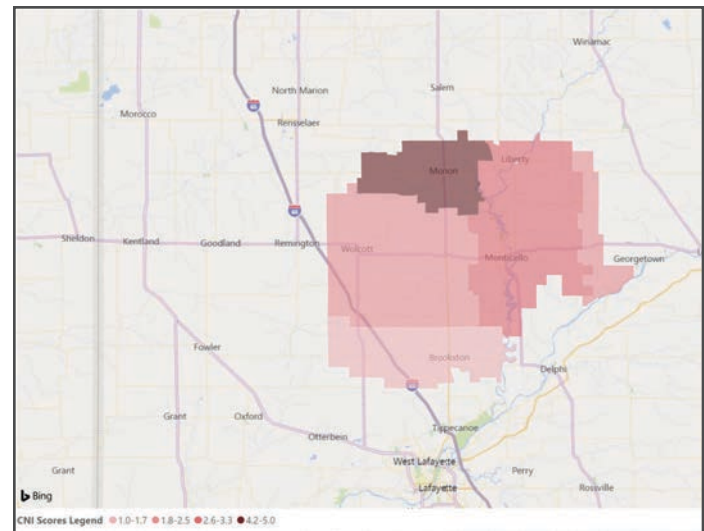 Winamac
North Marion
Salem
Morocco
Rensselaer
Liberty
Monon
Sheldon
Kentland
Goodland
Remington
Wolcott
Monticello
Georgetown
Fowler
Brookston
Delphi
Grant
Oxford
Otterbein
Tippecanoe
West Lafayette
Grant
Perry
Lafayette
Rossville
Bing
CNI Scores Legend 1.0-1.7 1.8-2.5 2.6-3.3 4.2-5.0